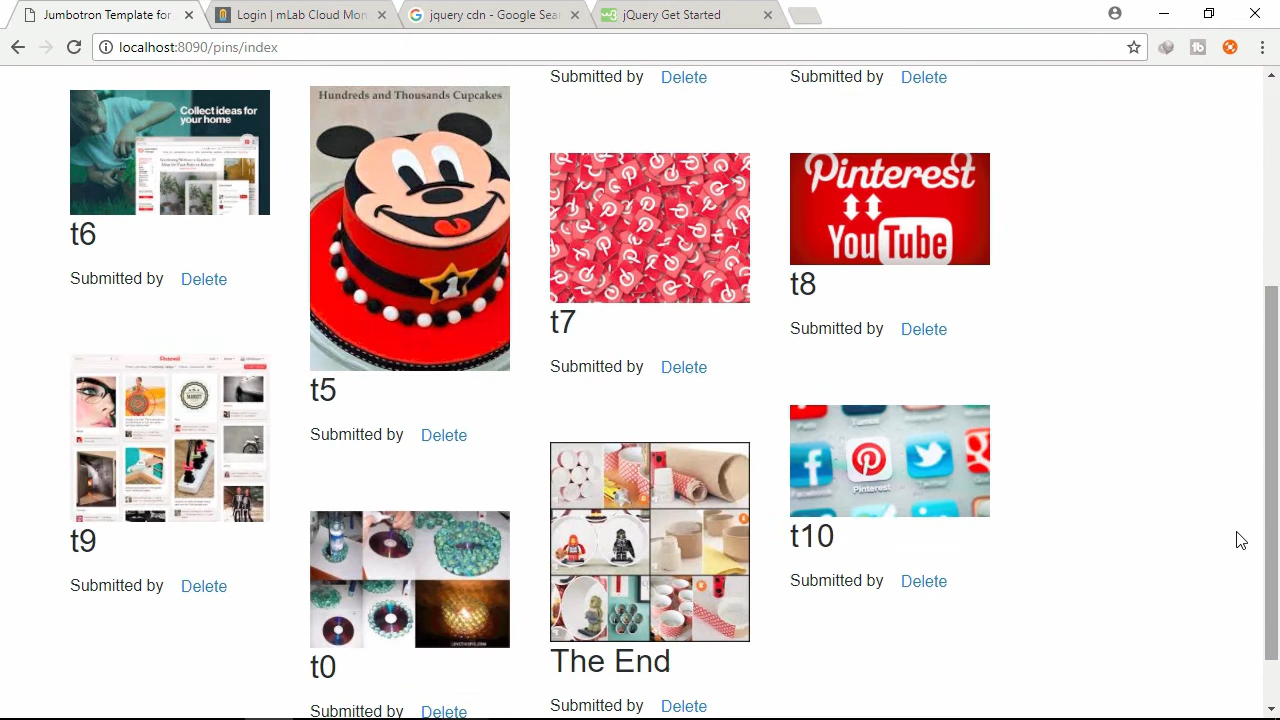 Jumbotron Template for
Login | mLab Cloud Mon
jquery cdn - Google Sea
jQuery Get Started
localhost:8090/pins/index
Submitted by Delete
Submitted by Delete
Collect ideas for
your home
t6
Submitted by Delete
Hundreds and Thousands Cupcakes
1
t5
Submitted by Delete
t7
Submitted by Delete
Pinterest
YouTube
t8
Submitted by Delete
Pinterest
t9
Submitted by Delete
t0
Submitted by Delete
The End
Submitted by Delete
Pinterest
t10
Submitted by Delete